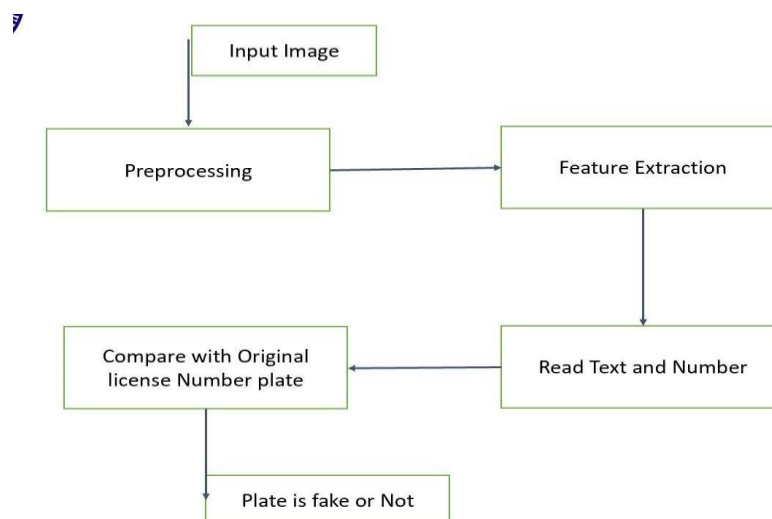 Input Image
Preprocessing
Feature Extraction
Read Text and Number
Compare with Original
license Number plate
Plate is fake or Not